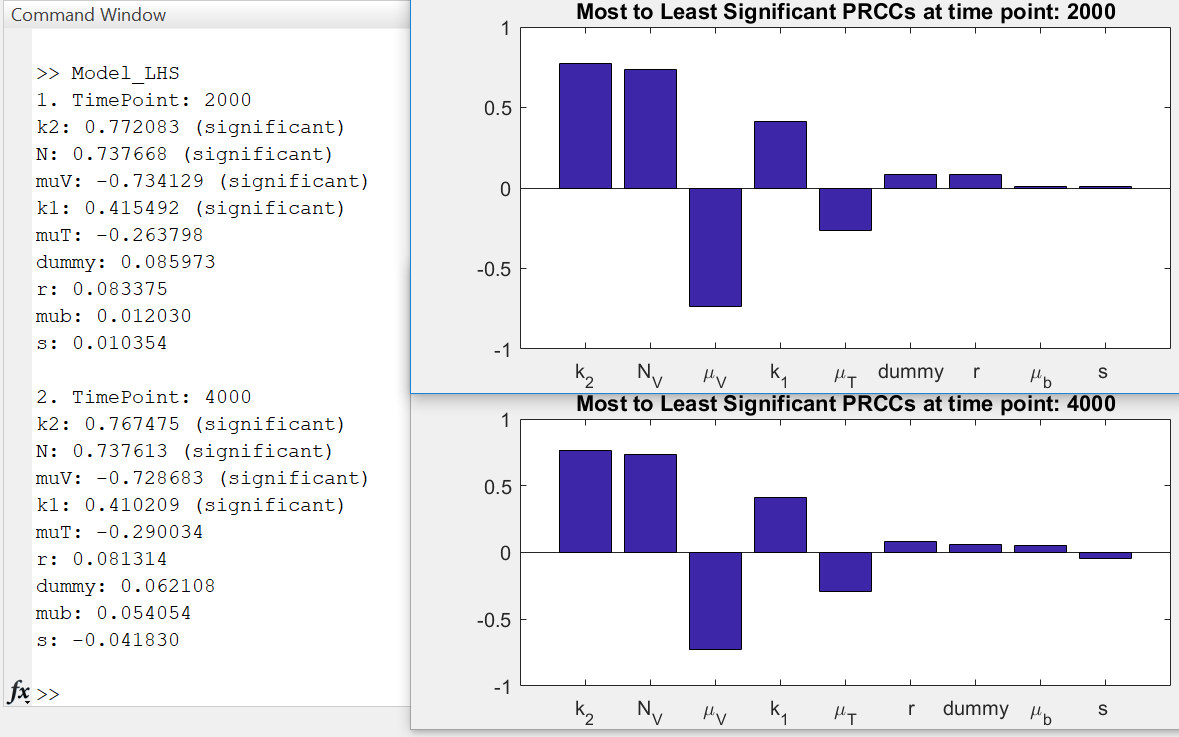 Command Window
>> Model_LHS
1. TimePoint: 2000
k2: 0.772083 (significant)
N: 0.737668 (significant)
muV: -0.734129 (significant)
k1: 0.415492 (significant)
muT: -0.263798
dummy: 0.085973
r: 0.083375
mub: 0.012030
s: 0.010354
2. TimePoint: 4000
k2: 0.767475 (significant)
N: 0.737613 (significant)
muV: -0.728683 (significant)
k1: 0.410209 (significant)
muT: -0.290034
r: 0.081314
dummy: 0.062108
mub: 0.054054
s: -0.041830
fx >>
Most to Least Significant PRCCs at time point: 2000
1
0.5
0
-0.5
-1
k2 NV μV k1 μT dummy r μb s
Most to Least Significant PRCCs at time point: 4000
1
0.5
0
-0.5
-1
k2 NV μV k1 μT r dummy μb s